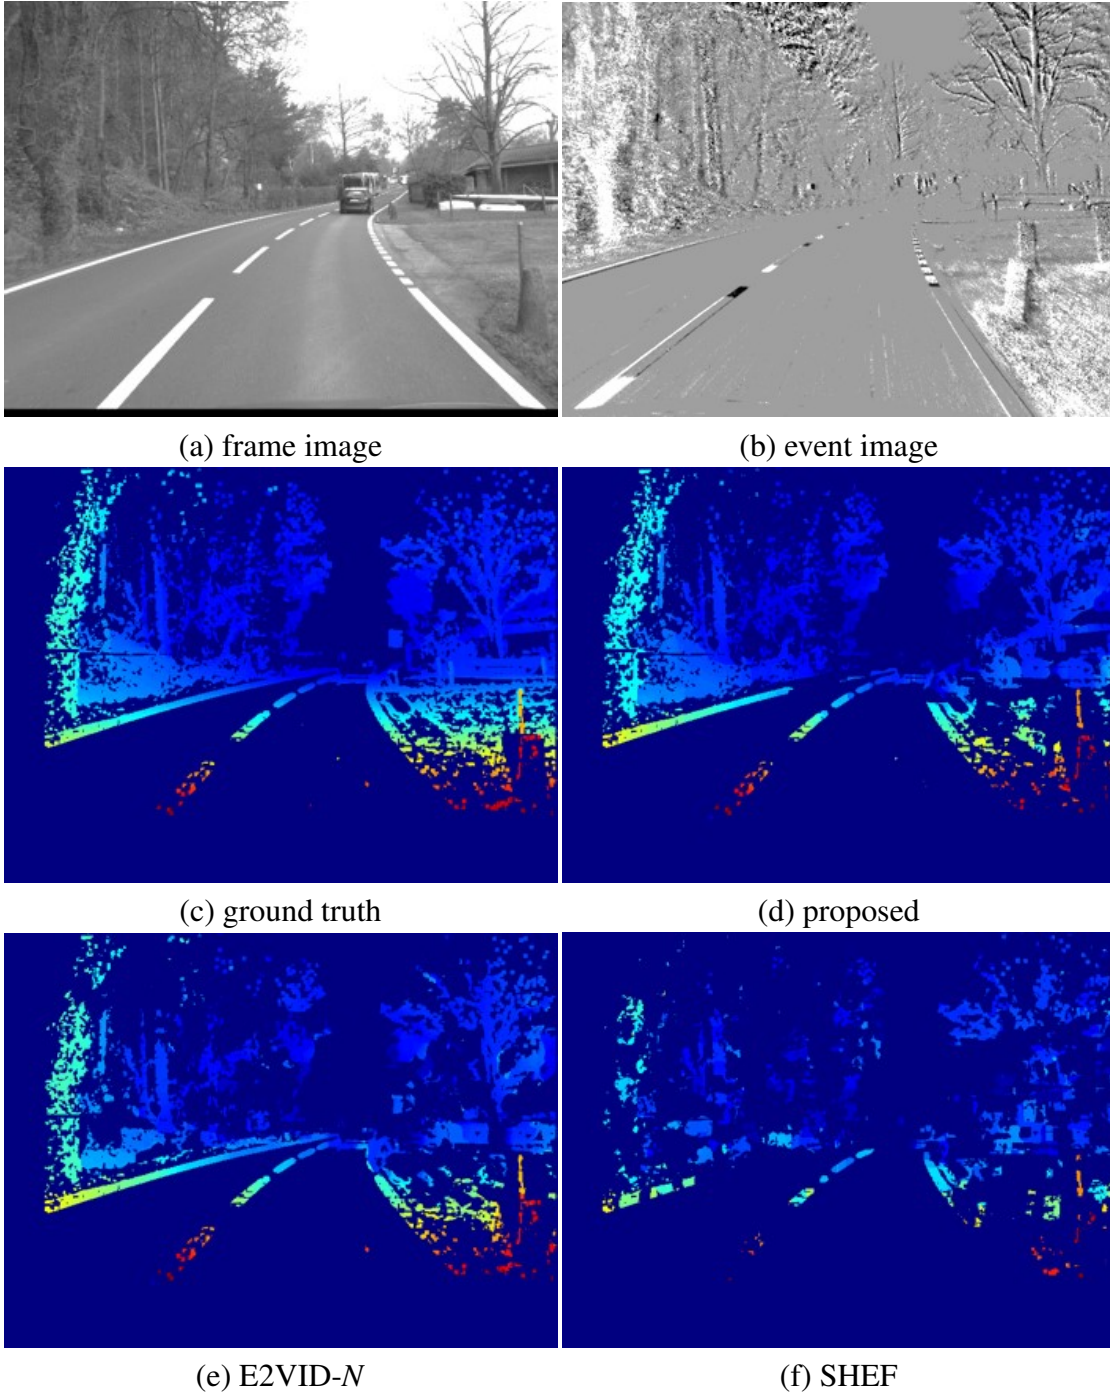 (a) frame image
(b) event image
(c) ground truth
(d) proposed
(e) E2VID-N
(f) SHEF